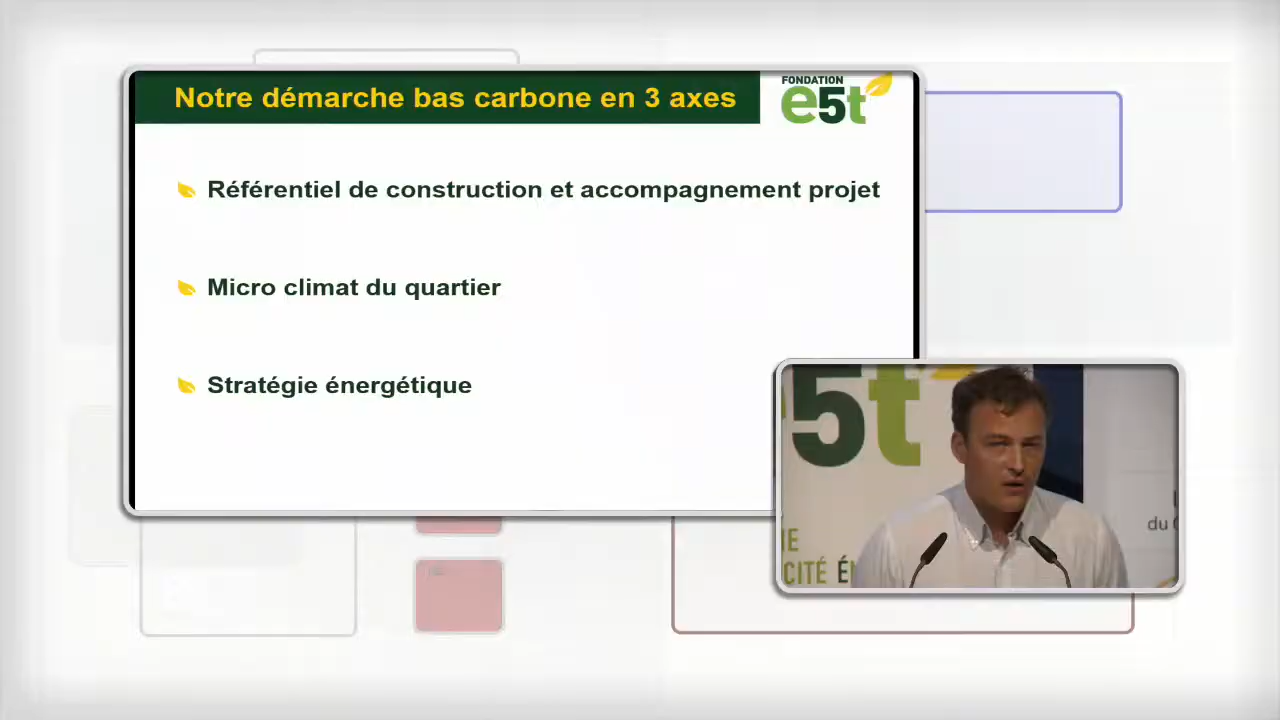 Notre démarche bas carbone en 3 axes
FONDATION
e5t
Référentiel de construction et accompagnement projet
Micro climat du quartier
Stratégie énergétique
5t
du
CITÉ